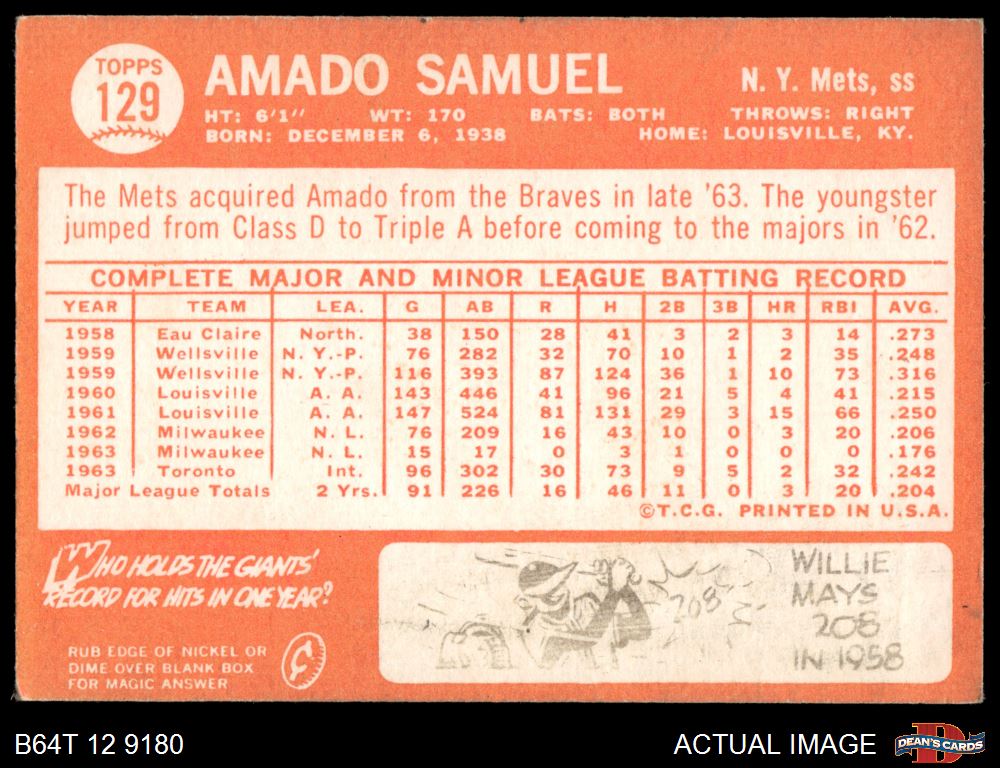 TOPPS
129
AMADO SAMUEL
N. Y. Mets, ss
HT: 6'1" WT: 170 BATS: BOTH THROWS: RIGHT
BORN: DECEMBER 6, 1938 HOME: LOUISVILLE, KY.
The Mets acquired Amado from the Braves in late '63. The youngster
jumped from Class D to Triple A before coming to the majors in '62.
COMPLETE MAJOR AND MINOR LEAGUE BATTING RECORD
YEAR TEAM LEA. G AB R H 2B 3B HR RBI AVG.
1958 Eau Claire North. 38 150 28 41 3 2 3 14 .273
1959 Wellsville N. Y.-P. 76 282 32 70 10 1 2 35 .248
1959 Wellsville N. Y.-P. 116 393 87 124 36 1 10 73 .316
1960 Louisville A. A. 143 446 41 96 21 5 4 41 .215
1961 Louisville A. A. 147 524 81 131 29 3 15 66 .250
1962 Milwaukee N. L. 76 209 16 43 10 0 3 20 .206
1963 Milwaukee N. L. 15 17 0 3 1 0 0 0 .176
1963 Toronto Int. 96 302 30 73 9 5 2 32 .242
Major League Totals 2 Yrs. 91 226 16 46 11 0 3 20 .204
©T.C.G. PRINTED IN U.S.A.
WHO HOLDS THE GIANTS'
RECORD FOR HITS IN ONE YEAR?
RUB EDGE OF NICKEL OR
DIME OVER BLANK BOX
FOR MAGIC ANSWER
¢
208
WILLIE
MAYS
208
IN 1958
B64T 12 9180
ACTUAL IMAGE
D
DEAN'S CARDS